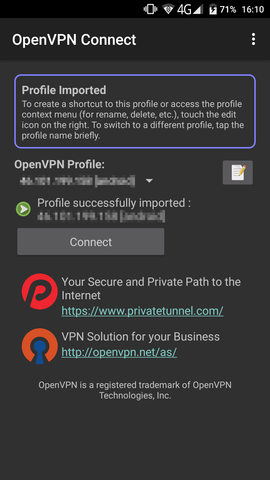 4G 71% 16:10
OpenVPN Connect
Profile Imported
To create a shortcut to this profile or access the profile
context menu (for rename, delete, etc.), touch the edit
icon on the right. To switch to a different profile, tap the
profile name briefly.
OpenVPN Profile:
Profile successfully imported :
Connect
Your Secure and Private Path to the
Internet
https://www.privatetunnel.com/
VPN Solution for your Business
http://openvpn.net/as/
OpenVPN is a registered trademark of OpenVPN
Technologies, Inc.